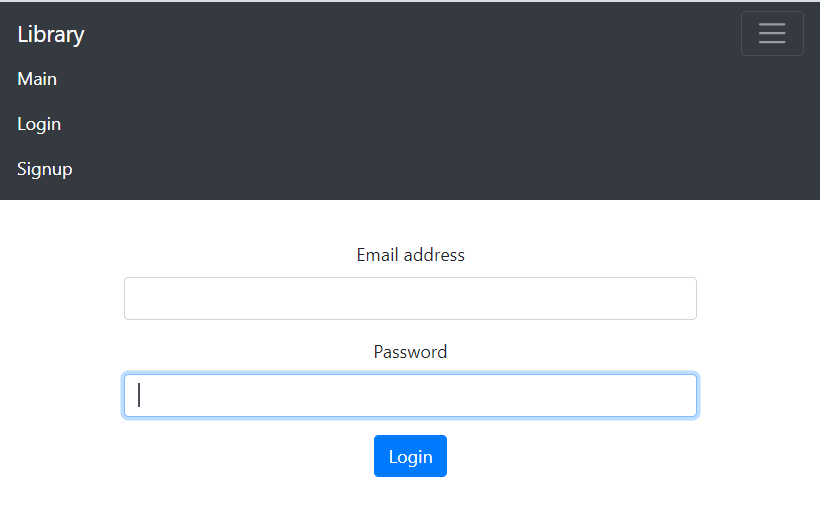 Library
Main
Login
Signup
Email address
Password
Login